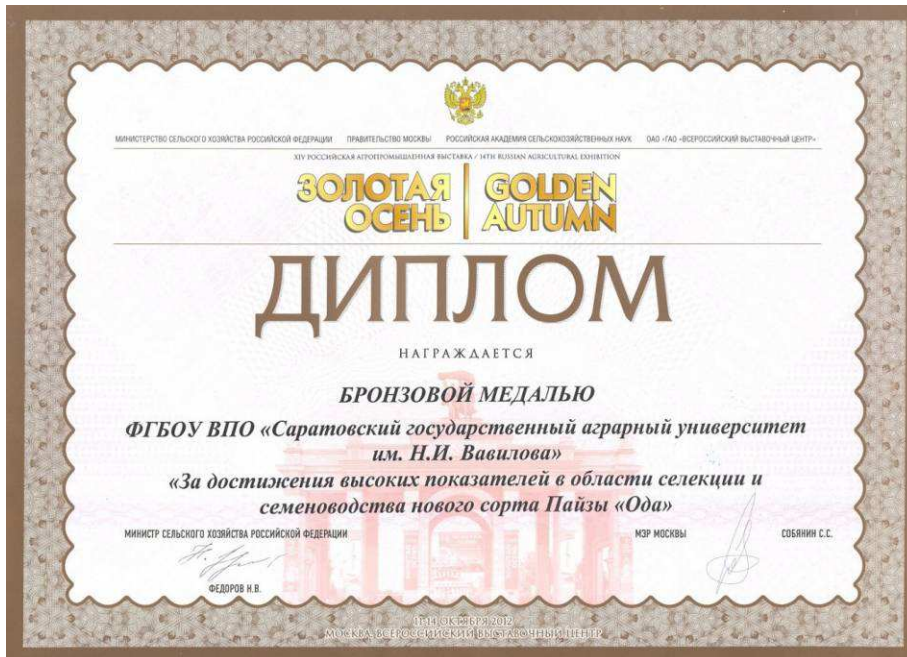 МИНИСТЕРСТВО СЕЛЬСКОГО ХОЗЯЙСТВА РОССИЙСКОЙ ФЕДЕРАЦИИ ПРАВИТЕЛЬСТВО МОСКВЫ РОССИЙСКАЯ АКАДЕМИЯ СЕЛЬСКОХОЗЯЙСТВЕННЫХ НАУК ОАО «ГАО «ВСЕРОССИЙСКИЙ ВЫСТАВОЧНЫЙ ЦЕНТР»
XIV РОССИЙСКАЯ АГРОПРОМЫШЛЕННАЯ ВЫСТАВКА / 14TH RUSSIAN AGRICULTURAL EXHIBITION
ЗОЛОТАЯ ОСЕНЬ
GOLDEN AUTUMN
ДИПЛОМ
НАГРАЖДАЕТСЯ
БРОНЗОВОЙ МЕДАЛЬЮ
ФГБОУ ВПО «Саратовский государственный аграрный университет
им. Н.И. Вавилова»
«За достижения высоких показателей в области селекции и
семеноводства нового сорта Пайзы «Ода»
МИНИСТР СЕЛЬСКОГО ХОЗЯЙСТВА РОССИЙСКОЙ ФЕДЕРАЦИИ
ФЕДОРОВ Н.В.
МЭР МОСКВЫ СОБЯНИН С.С.
11-14 ОКТЯБРЯ 2012
МОСКВА, ВСЕРОССИЙСКИЙ ВЫСТАВОЧНЫЙ ЦЕНТР